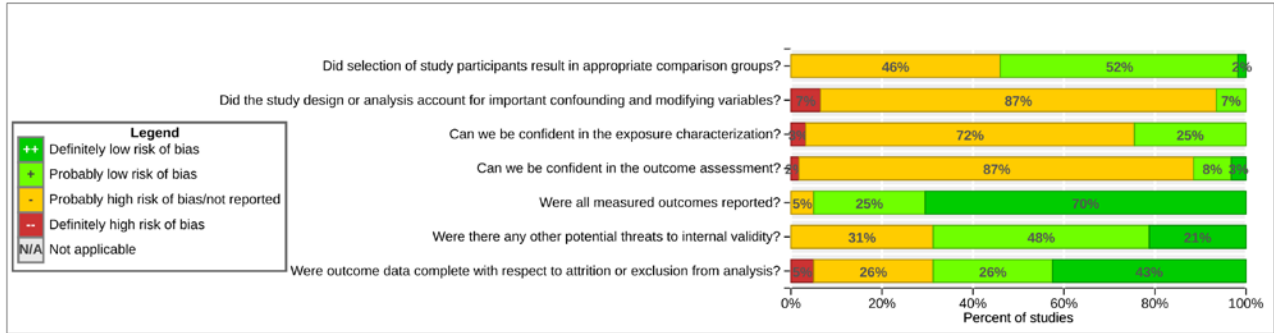 Did selection of study participants result in appropriate comparison groups?
46% 52% 2%
Did the study design or analysis account for important confounding and modifying variables?
7% 87% 7%
Can we be confident in the exposure characterization?
72% 25%
Can we be confident in the outcome assessment?
87% 8% 3%
Were all measured outcomes reported?
5% 25% 70%
Were there any other potential threats to internal validity?
31% 48% 21%
Were outcome data complete with respect to attrition or exclusion from analysis?
5% 26% 26% 43%
0% 20% 40% 60% 80% 100%
Percent of studies
Legend
++ Definitely low risk of bias
+ Probably low risk of bias
- Probably high risk of bias/not reported
-- Definitely high risk of bias
N/A Not applicable